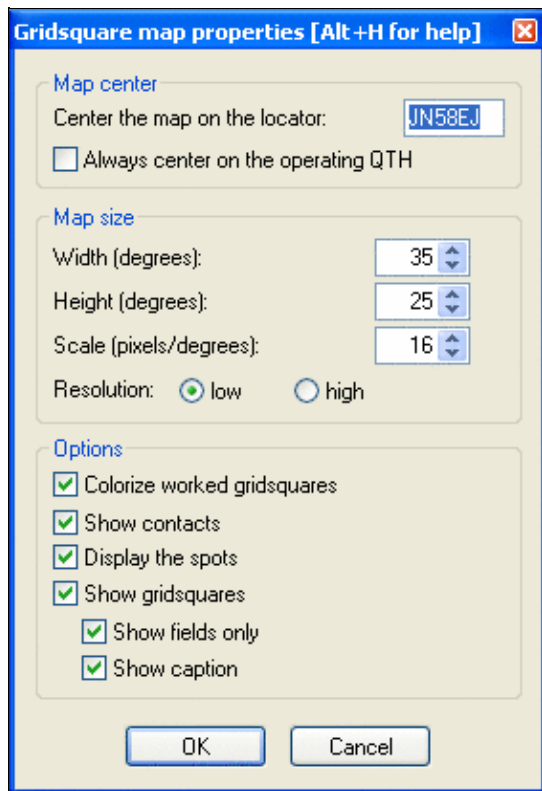 Gridsquare map properties [Alt+H for help]
Map center
Center the map on the locator: JN58EJ
Always center on the operating QTH
Map size
Width (degrees): 35
Height (degrees): 25
Scale (pixels/degrees): 16
Resolution: low high
Options
Colorize worked gridsquares
Show contacts
Display the spots
Show gridsquares
Show fields only
Show caption
OK Cancel